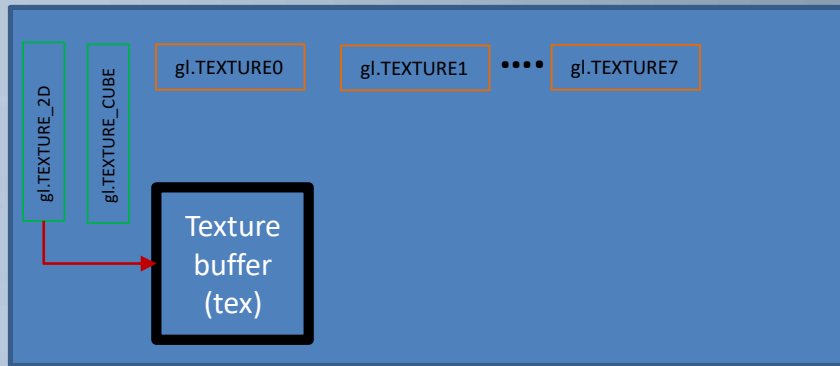 gl.TEXTURE_2D
gl.TEXTURE_CUBE
gl.TEXTURE0
gl.TEXTURE1
....
gl.TEXTURE7
Texture
buffer
(tex)